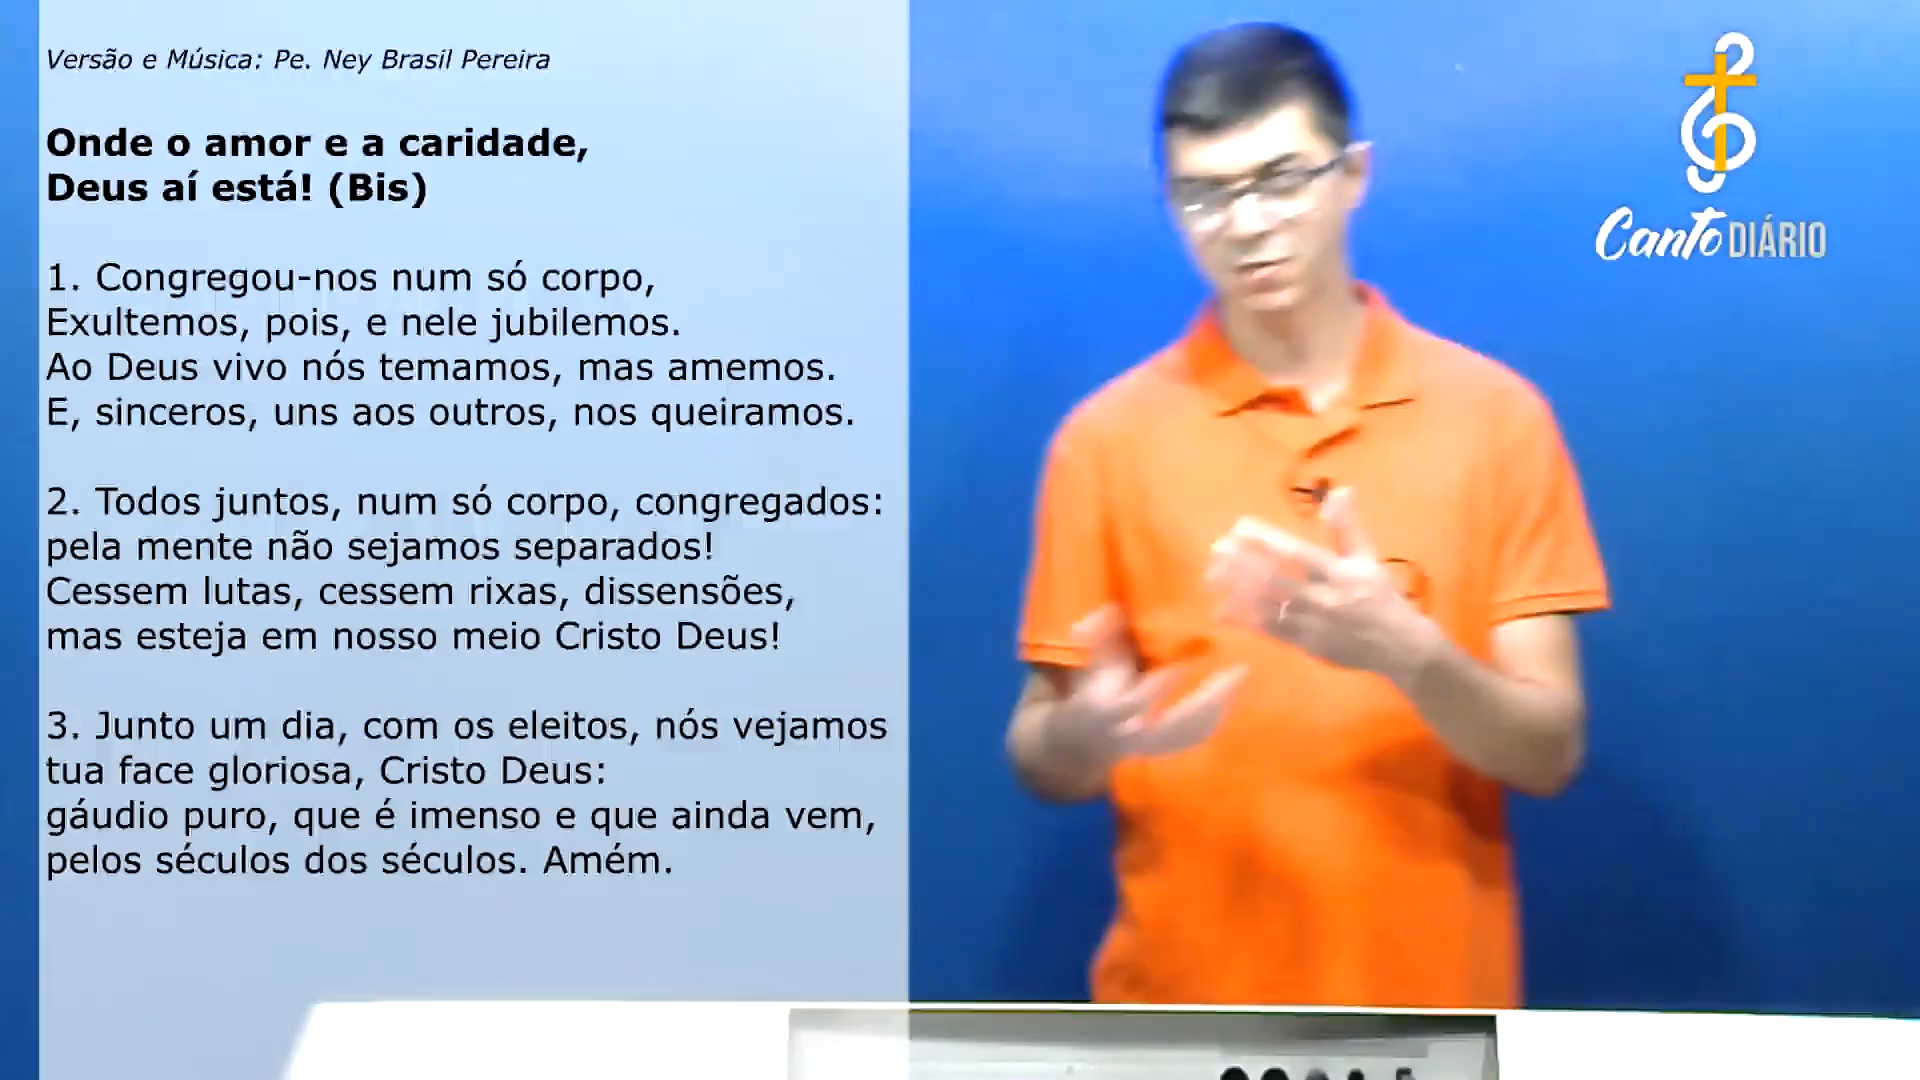 Versão e Música: Pe. Ney Brasil Pereira
Onde o amor e a caridade,
Deus aí está! (Bis)
1. Congregou-nos num só corpo,
Exultemos, pois, e nele jubilemos.
Ao Deus vivo nós temamos, mas amemos.
E, sinceros, uns aos outros, nos queiramos.
2. Todos juntos, num só corpo, congregados:
pela mente não sejamos separados!
Cessem lutas, cessem rixas, dissensões,
mas esteja em nosso meio Cristo Deus!
3. Junto um dia, com os eleitos, nós vejamos
tua face gloriosa, Cristo Deus:
gáudio puro, que é imenso e que ainda vem,
pelos séculos dos séculos. Amém.
Canto DIÁRIO